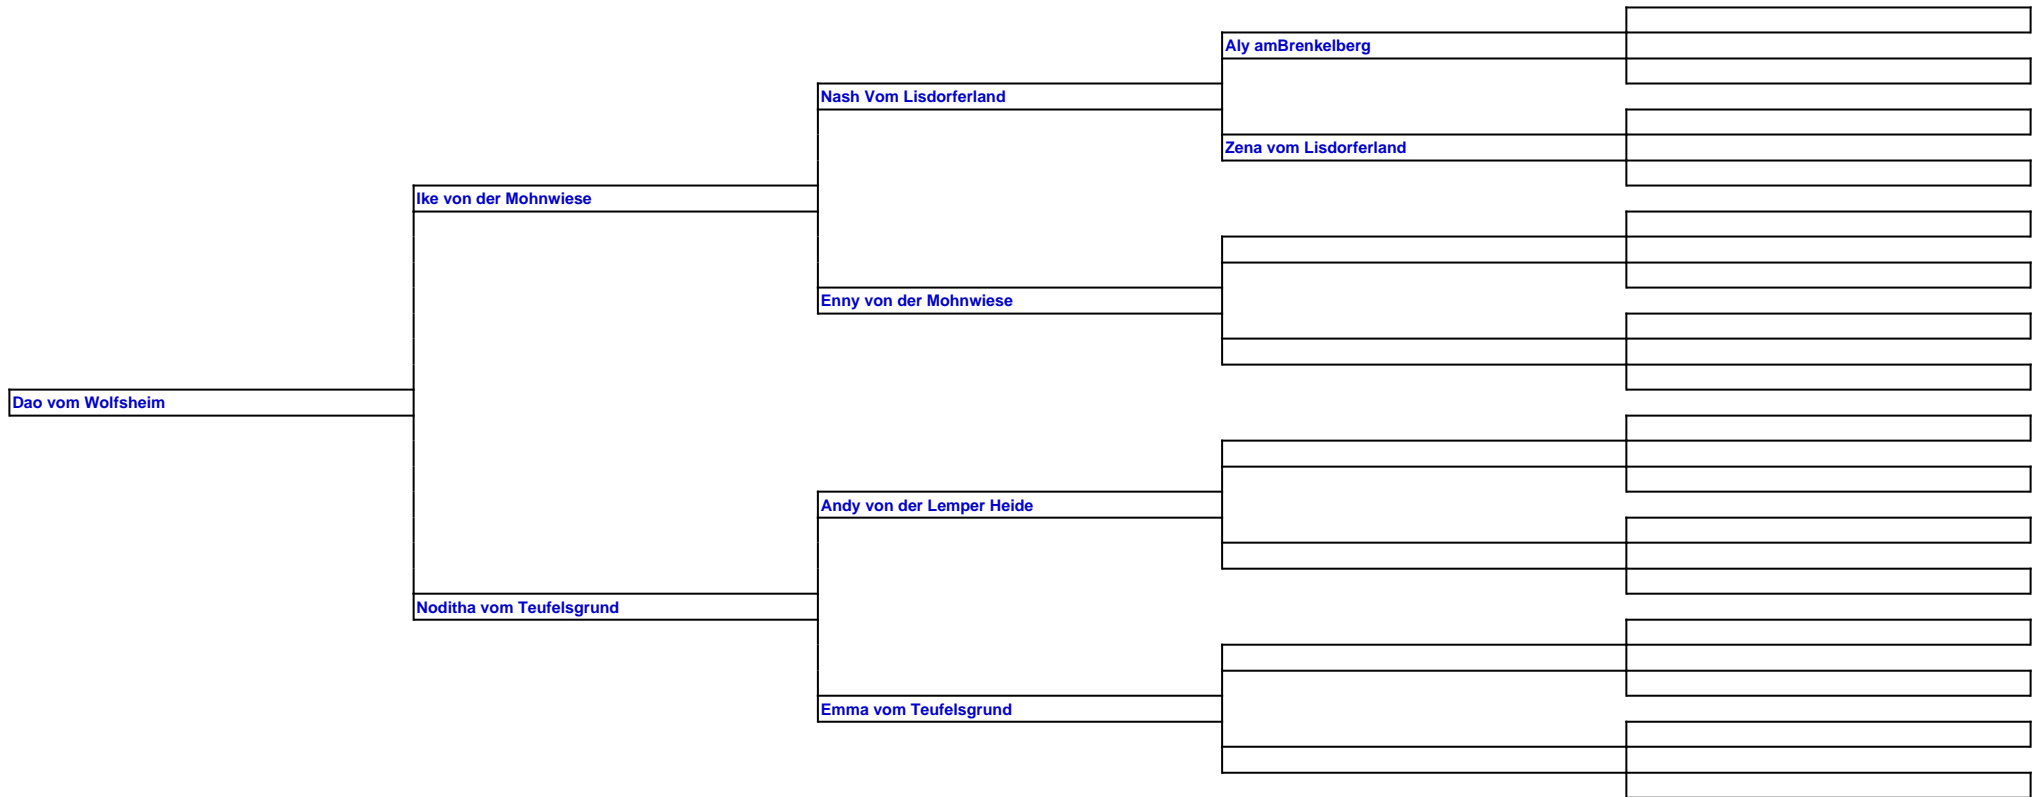 Aly amBrenkelberg
Nash Vom Lisdorferland
Zena vom Lisdorferland
Ike von der Mohnwiese
Enny von der Mohnwiese
Dao vom Wolfsheim
Andy von der Lemper Heide
Noditha vom Teufelsgrund
Emma vom Teufelsgrund